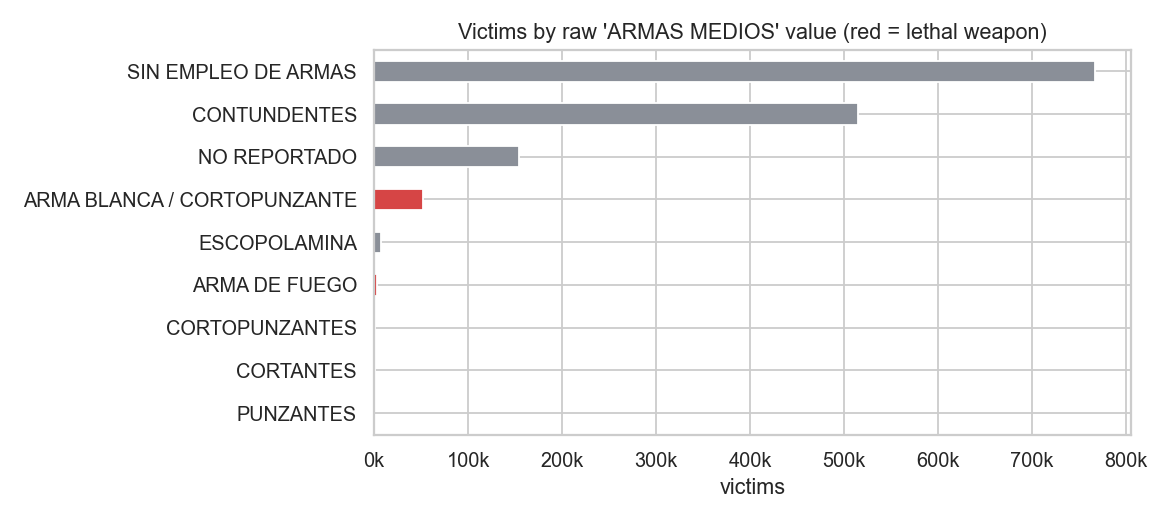 Victims by raw 'ARMAS MEDIOS' value (red = lethal weapon)
SIN EMPLEO DE ARMAS
CONTUNDENTES
NO REPORTADO
ARMA BLANCA / CORTOPUNZANTE
ESCOPOLAMINA
ARMA DE FUEGO
CORTOPUNZANTES
CORTANTES
PUNZANTES
0k 100k 200k 300k 400k 500k 600k 700k 800k
victims